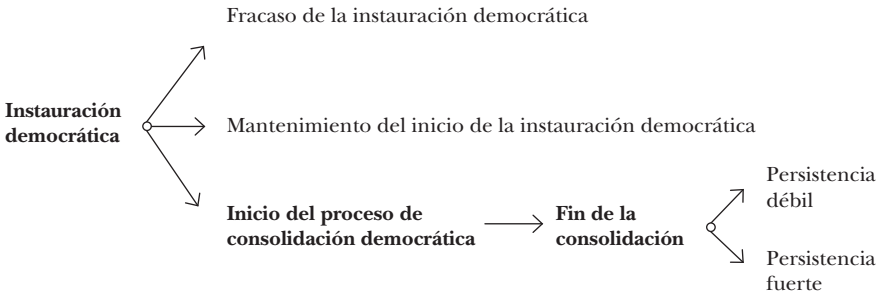 Fracaso de la instauración democrática
Instauración
democrática
Mantenimiento del inicio de la instauración democrática
Inicio del proceso de
consolidación democrática
Fin de la
consolidación
Persistencia
débil
Persistencia
fuerte